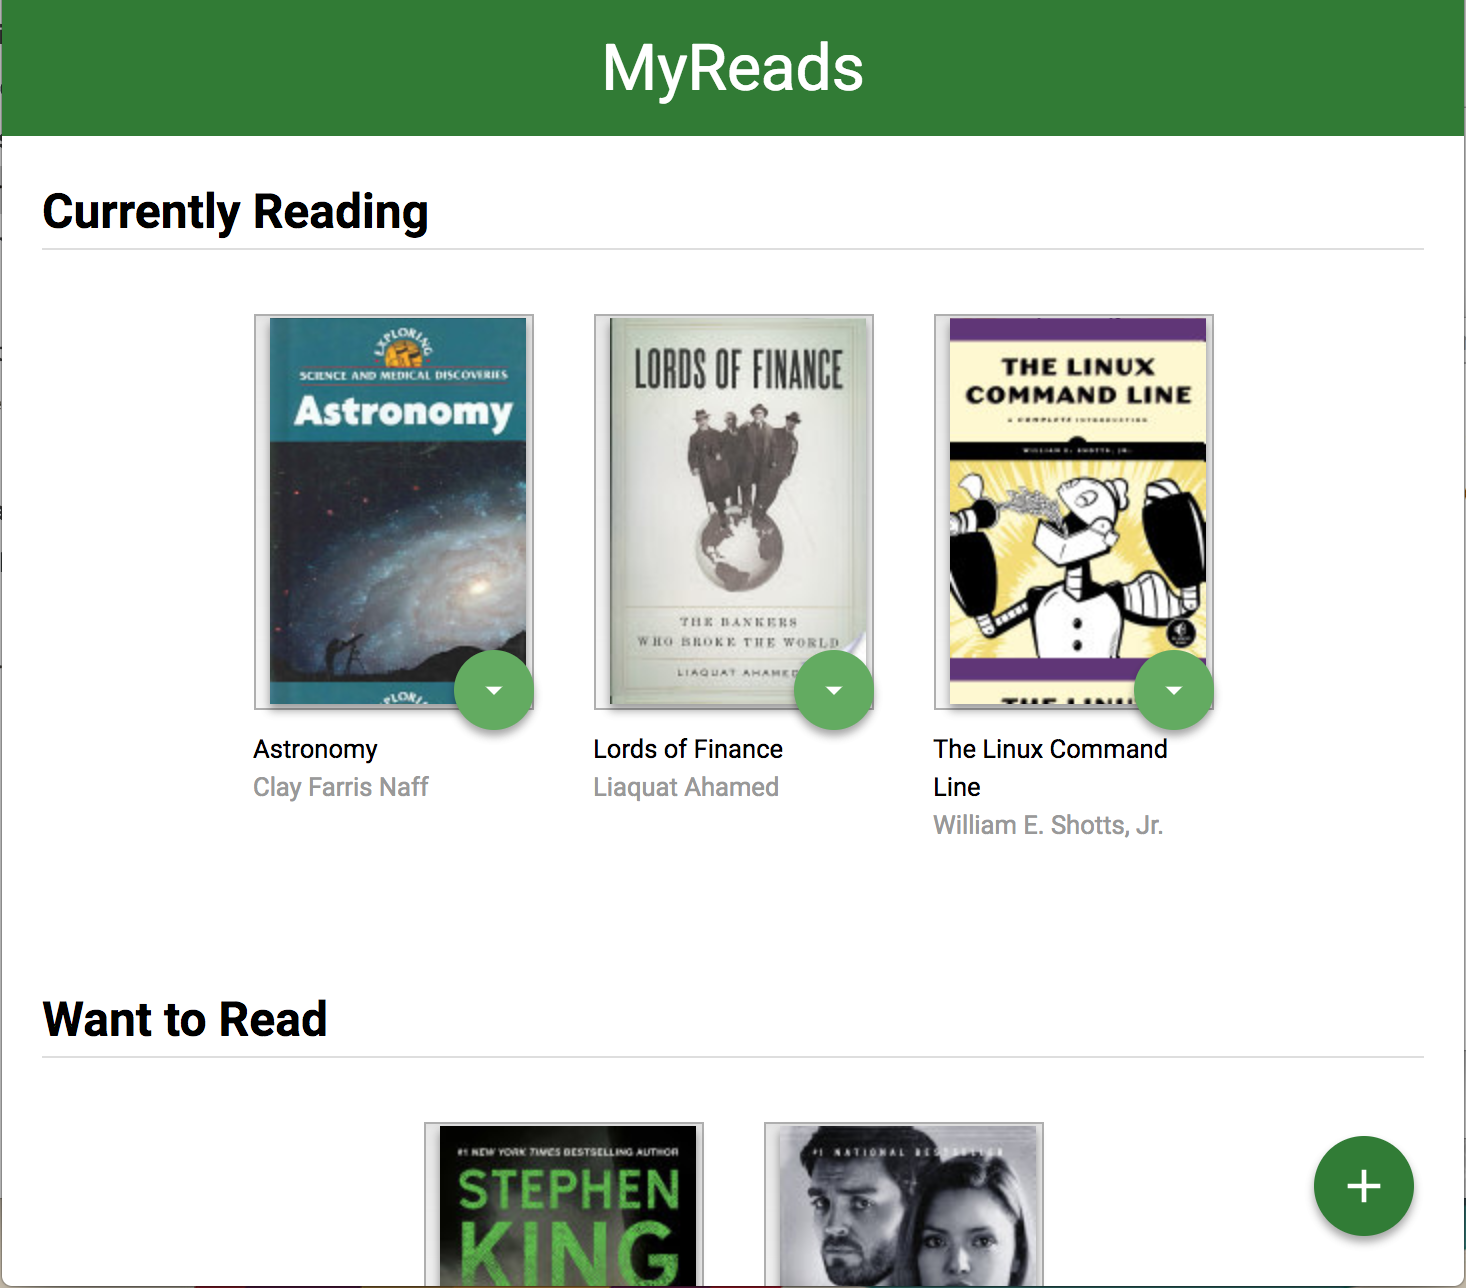 MyReads
Currently Reading
EXPLORING
SCIENCE AND MEDICAL DISCOVERIES
Astronomy
EXPLORING
LORDS OF FINANCE
THE BANKERS
WHO BROKE THE WORLD
LIAQUAT AHAMED
THE LINUX
COMMAND LINE
A COMPLETE INTRODUCTION
WILLIAM E. SHOTTS, JR.
THE LINU
Astronomy
Clay Farris Naff
Lords of Finance
Liaquat Ahamed
The Linux Command
Line
William E. Shotts, Jr.
Want to Read
#1 NEW YORK TIMES BESTSELLING AUTHOR
STEPHEN
KING
#1 NATIONAL BESTSELLER